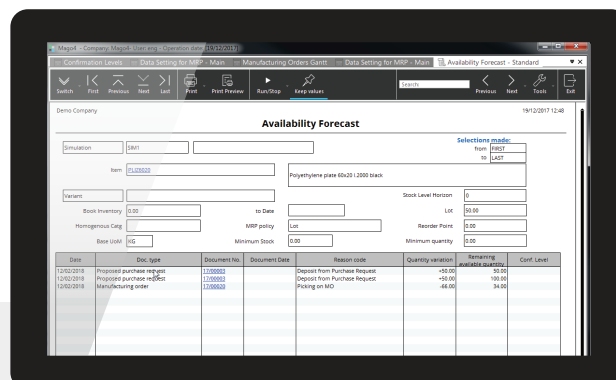 Mago4 - Company: Mago4- User: eng - Operation date: [19/12/2017]
Confirmation Levels Data Setting for MRP - Main Manufacturing Orders Gantt Data Setting for MRP - Main Availability Forecast - Standard
Switch First Previous Next Last Print Print Preview Run/Stop Keep values Search: Previous Next Tools Exit
Demo Company 19/12/2017 12:48
Availability Forecast
Selections made:
Simulation SIM1 from FIRST
to LAST
Item PL03020 Polyethylene plate 60x20 l.2000 black
Variant Stock Level Horizon 0
Book Inventory 0.00 to Date Lot 50.00
Homogenous Catg MRP policy Lot Reorder Point 0.00
Base UoM KG Minimum Stock 0.00 Minimum quantity 0.00
Date Doc. type Document No. Document Date Reason code Quantity variation Remaining available quantity Conf. Level
12/02/2018 Proposed purchase request 17/00003 Deposit from Purchase Request +50.00 50.00
12/02/2018 Proposed purchase request 17/00003 Deposit from Purchase Request +50.00 100.00
12/02/2018 Manufacturing order 17/00020 Picking on MO -66.00 34.00